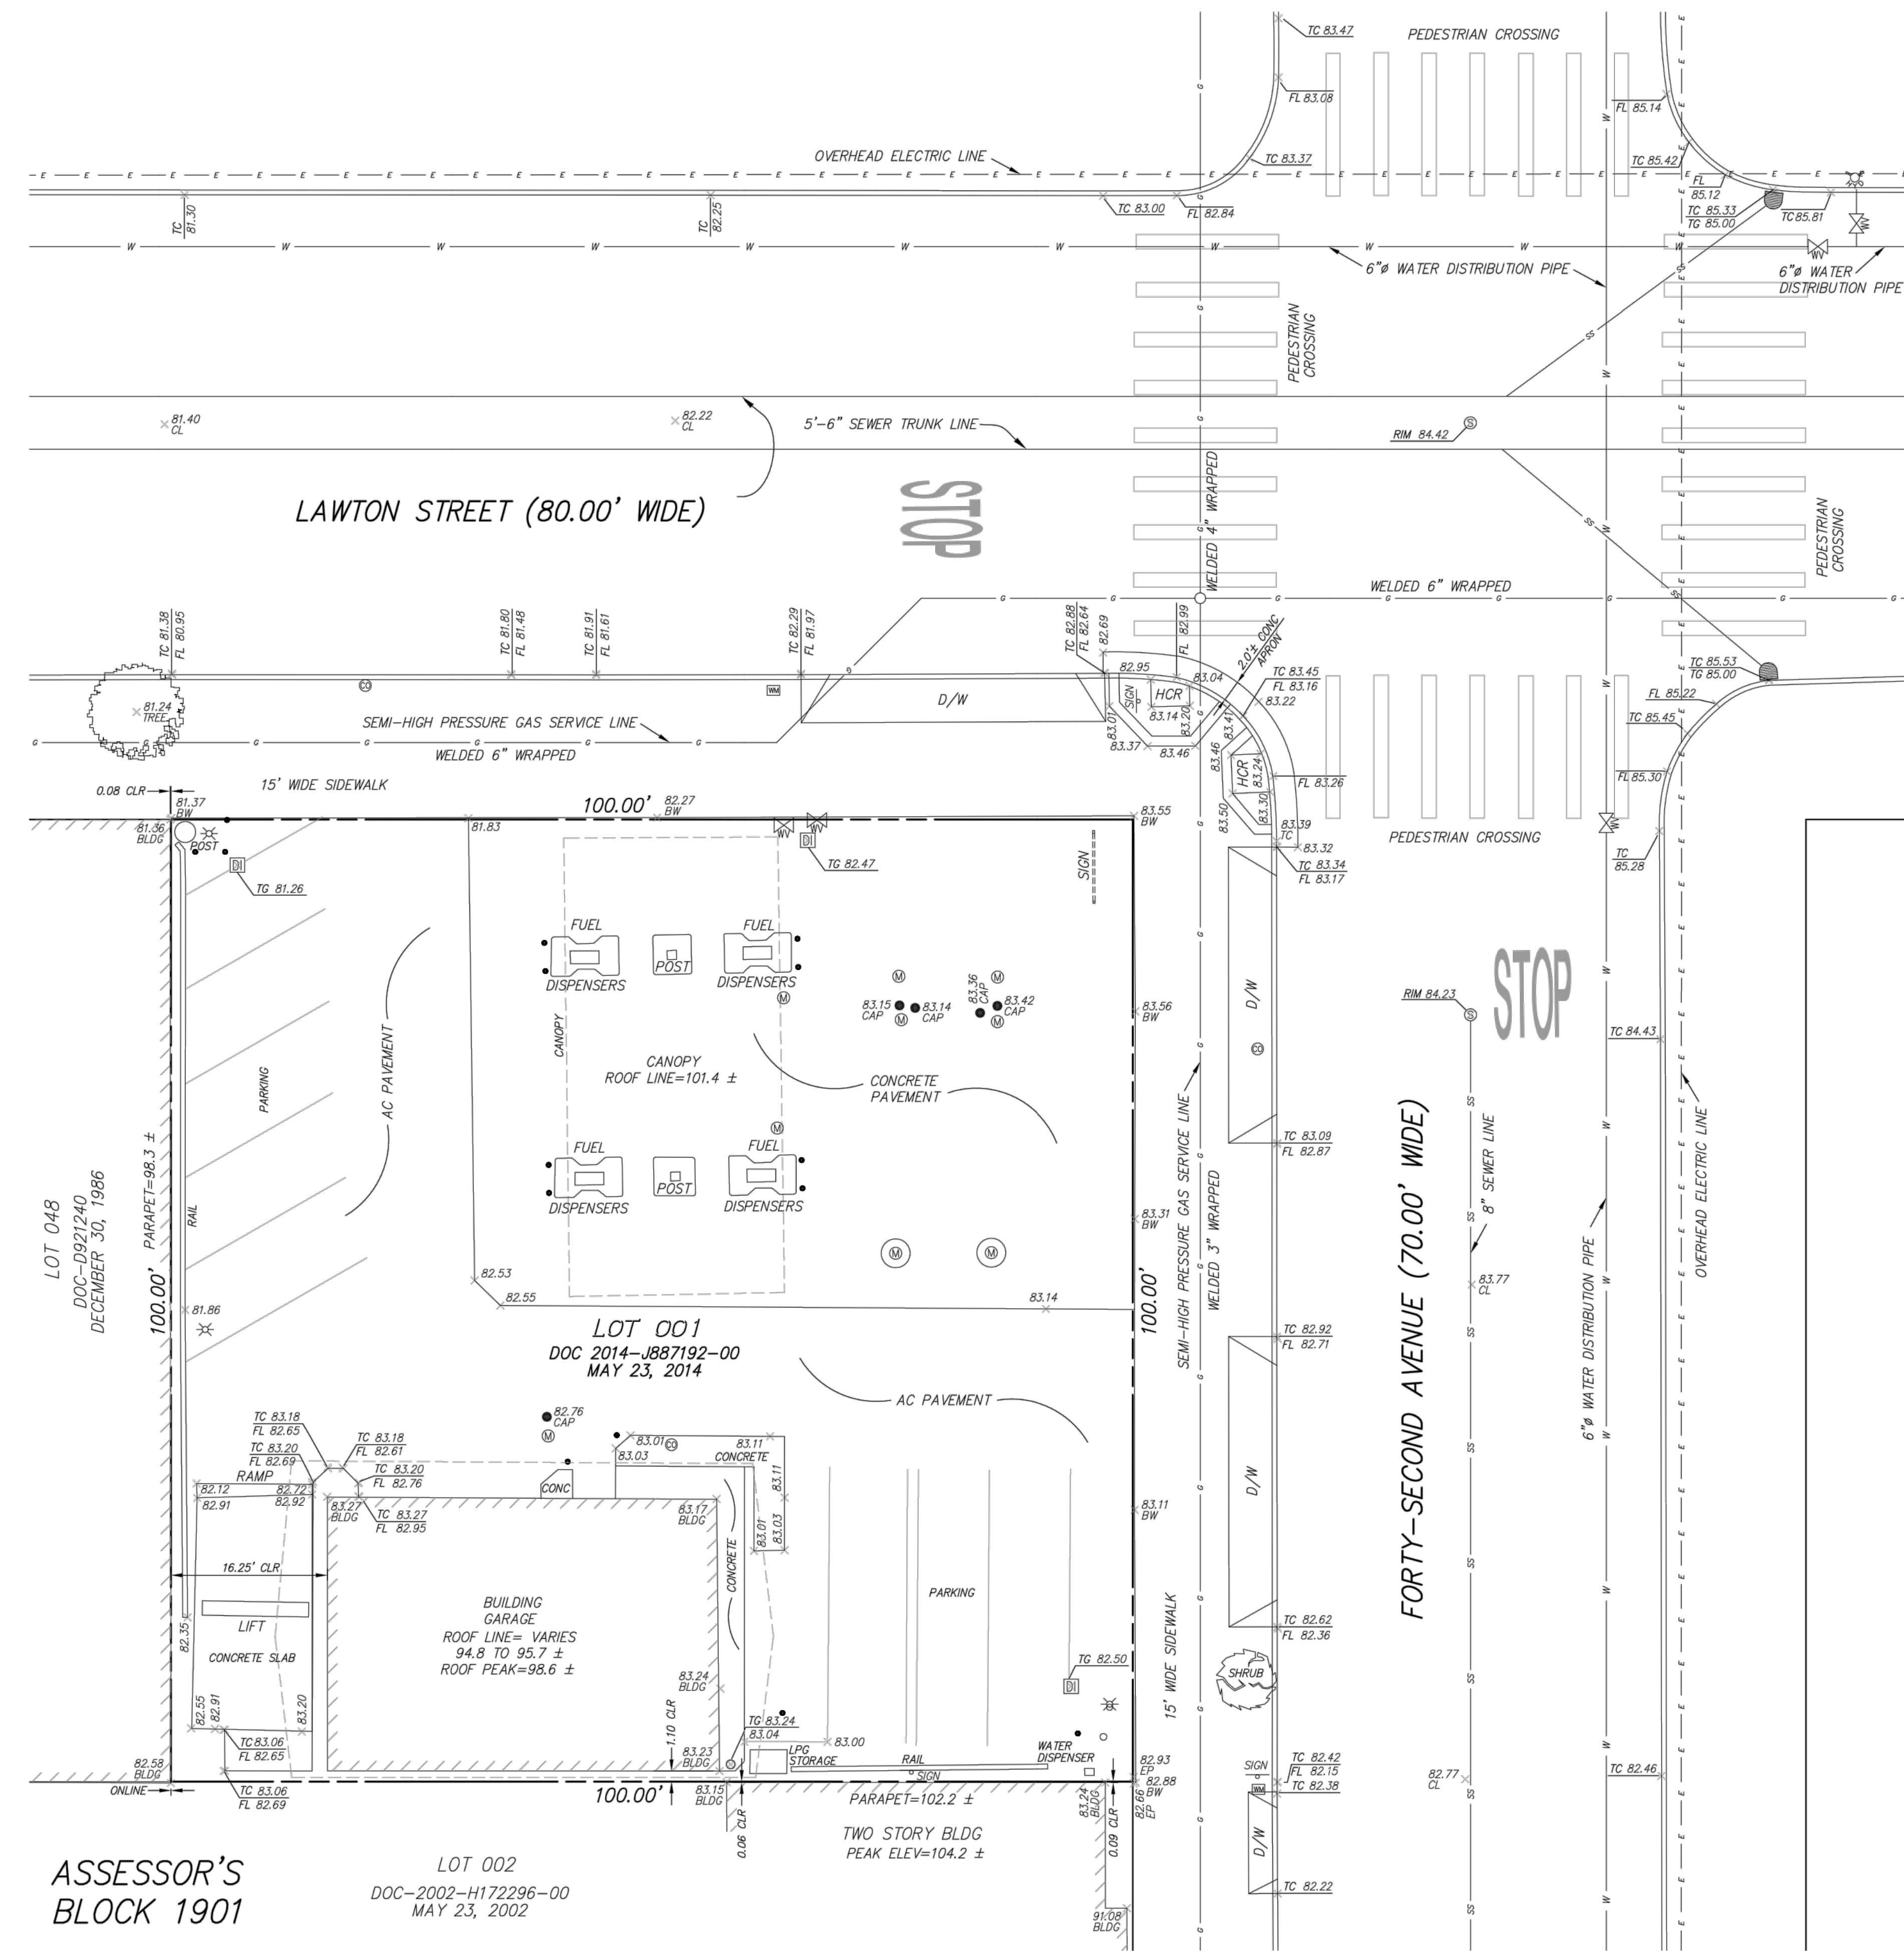 TC 83.47
PEDESTRIAN CROSSING
FL 83.08
FL 85.14
OVERHEAD ELECTRIC LINE
TC 83.37
TC 85.42
FL
85.12
TC 81.30
TC 82.25
TC 83.00
FL 82.84
TC 85.33
TG 85.00
TC 85.81
WV
WV
6"ø WATER DISTRIBUTION PIPE
6"ø WATER
DISTRIBUTION PIPE
PEDESTRIAN
CROSSING
81.40
CL
82.22
CL
5'-6" SEWER TRUNK LINE
RIM 84.42
S
LAWTON STREET (80.00' WIDE)
STOP
WELDED 4" WRAPPED
PEDESTRIAN
CROSSING
WELDED 6" WRAPPED
TC 81.38
FL 80.95
TC 81.80
FL 81.48
TC 81.91
FL 81.61
TC 82.29
FL 81.97
TC 82.88
FL 82.64
82.69
FL 82.99
2.0'± CONC
APRON
82.95
83.04
TC 83.45
FL 83.16
83.22
TC 85.53
TG 85.00
FL 85.22
TC 85.45
FL 85.30
81.24
TREE
CO
WM
D/W
SIGN
HCR
83.14
83.20
83.01
83.37
83.46
83.41
83.46
HCR
83.24
83.30
83.50
FL 83.26
83.39
TC
83.32
TC 83.34
FL 83.17
SEMI-HIGH PRESSURE GAS SERVICE LINE
WELDED 6" WRAPPED
15' WIDE SIDEWALK
0.08 CLR
81.37
BW
81.36
BLDG
POST
100.00'
82.27
BW
83.55
BW
81.83
WV
WV
DI
TG 82.47
DI
TG 81.26
SIGN
PEDESTRIAN CROSSING
WV
TC
85.28
FUEL
DISPENSERS
POST
FUEL
DISPENSERS
M
83.15
CAP
83.14
CAP
83.36
CAP
83.42
CAP
M
M
M
M
83.56
BW
CANOPY
CANOPY
ROOF LINE=101.4 ±
CONCRETE
PAVEMENT
AC PAVEMENT
PARKING
D/W
CO
RIM 84.23
S
STOP
TC 84.43
TC 83.09
FL 82.87
M
FUEL
DISPENSERS
POST
FUEL
DISPENSERS
M
M
83.31
BW
SEMI-HIGH PRESSURE GAS SERVICE LINE
WELDED 3" WRAPPED
FORTY-SECOND AVENUE (70.00' WIDE)
8" SEWER LINE
83.77
CL
6"ø WATER DISTRIBUTION PIPE
OVERHEAD ELECTRIC LINE
LOT 048
DOC-D921240
DECEMBER 30, 1986
PARAPET=98.3 ±
100.00'
RAIL
81.86
82.53
82.55
83.14
100.00'
LOT 001
DOC 2014-J887192-00
MAY 23, 2014
TC 82.92
FL 82.71
AC PAVEMENT
82.76
CAP
M
TC 83.18
FL 82.65
TC 83.20
FL 82.69
TC 83.18
FL 82.61
TC 83.20
FL 82.76
RAMP
82.12
82.72
82.91
82.92
83.27
BLDG
TC 83.27
FL 82.95
CONC
83.01
83.03
CO
83.11
CONCRETE
83.11
83.17
BLDG
83.01
83.03
83.11
BW
D/W
16.25' CLR
CONCRETE
BUILDING
GARAGE
ROOF LINE= VARIES
94.8 TO 95.7 ±
ROOF PEAK=98.6 ±
LIFT
CONCRETE SLAB
82.35
PARKING
15' WIDE SIDEWALK
TC 82.62
FL 82.36
SHRUB
TG 82.50
DI
83.24
BLDG
82.55
82.91
83.20
TC 83.06
FL 82.65
TC 83.06
FL 82.69
82.58
BLDG
ONLINE
1.10 CLR
TG 83.24
83.04
83.00
83.23
BLDG
LPG
STORAGE
RAIL
SIGN
WATER
DISPENSER
82.93
EP
82.88
BW
82.66
EP
SIGN
WM
TC 82.42
FL 82.15
TC 82.38
82.77
CL
TC 82.46
100.00'
83.15
BLDG
0.06 CLR
PARAPET=102.2 ±
83.24
BLDG
0.09 CLR
TWO STORY BLDG
PEAK ELEV=104.2 ±
D/W
TC 82.22
91.08
BLDG
LOT 002
DOC-2002-H172296-00
MAY 23, 2002
ASSESSOR'S
BLOCK 1901